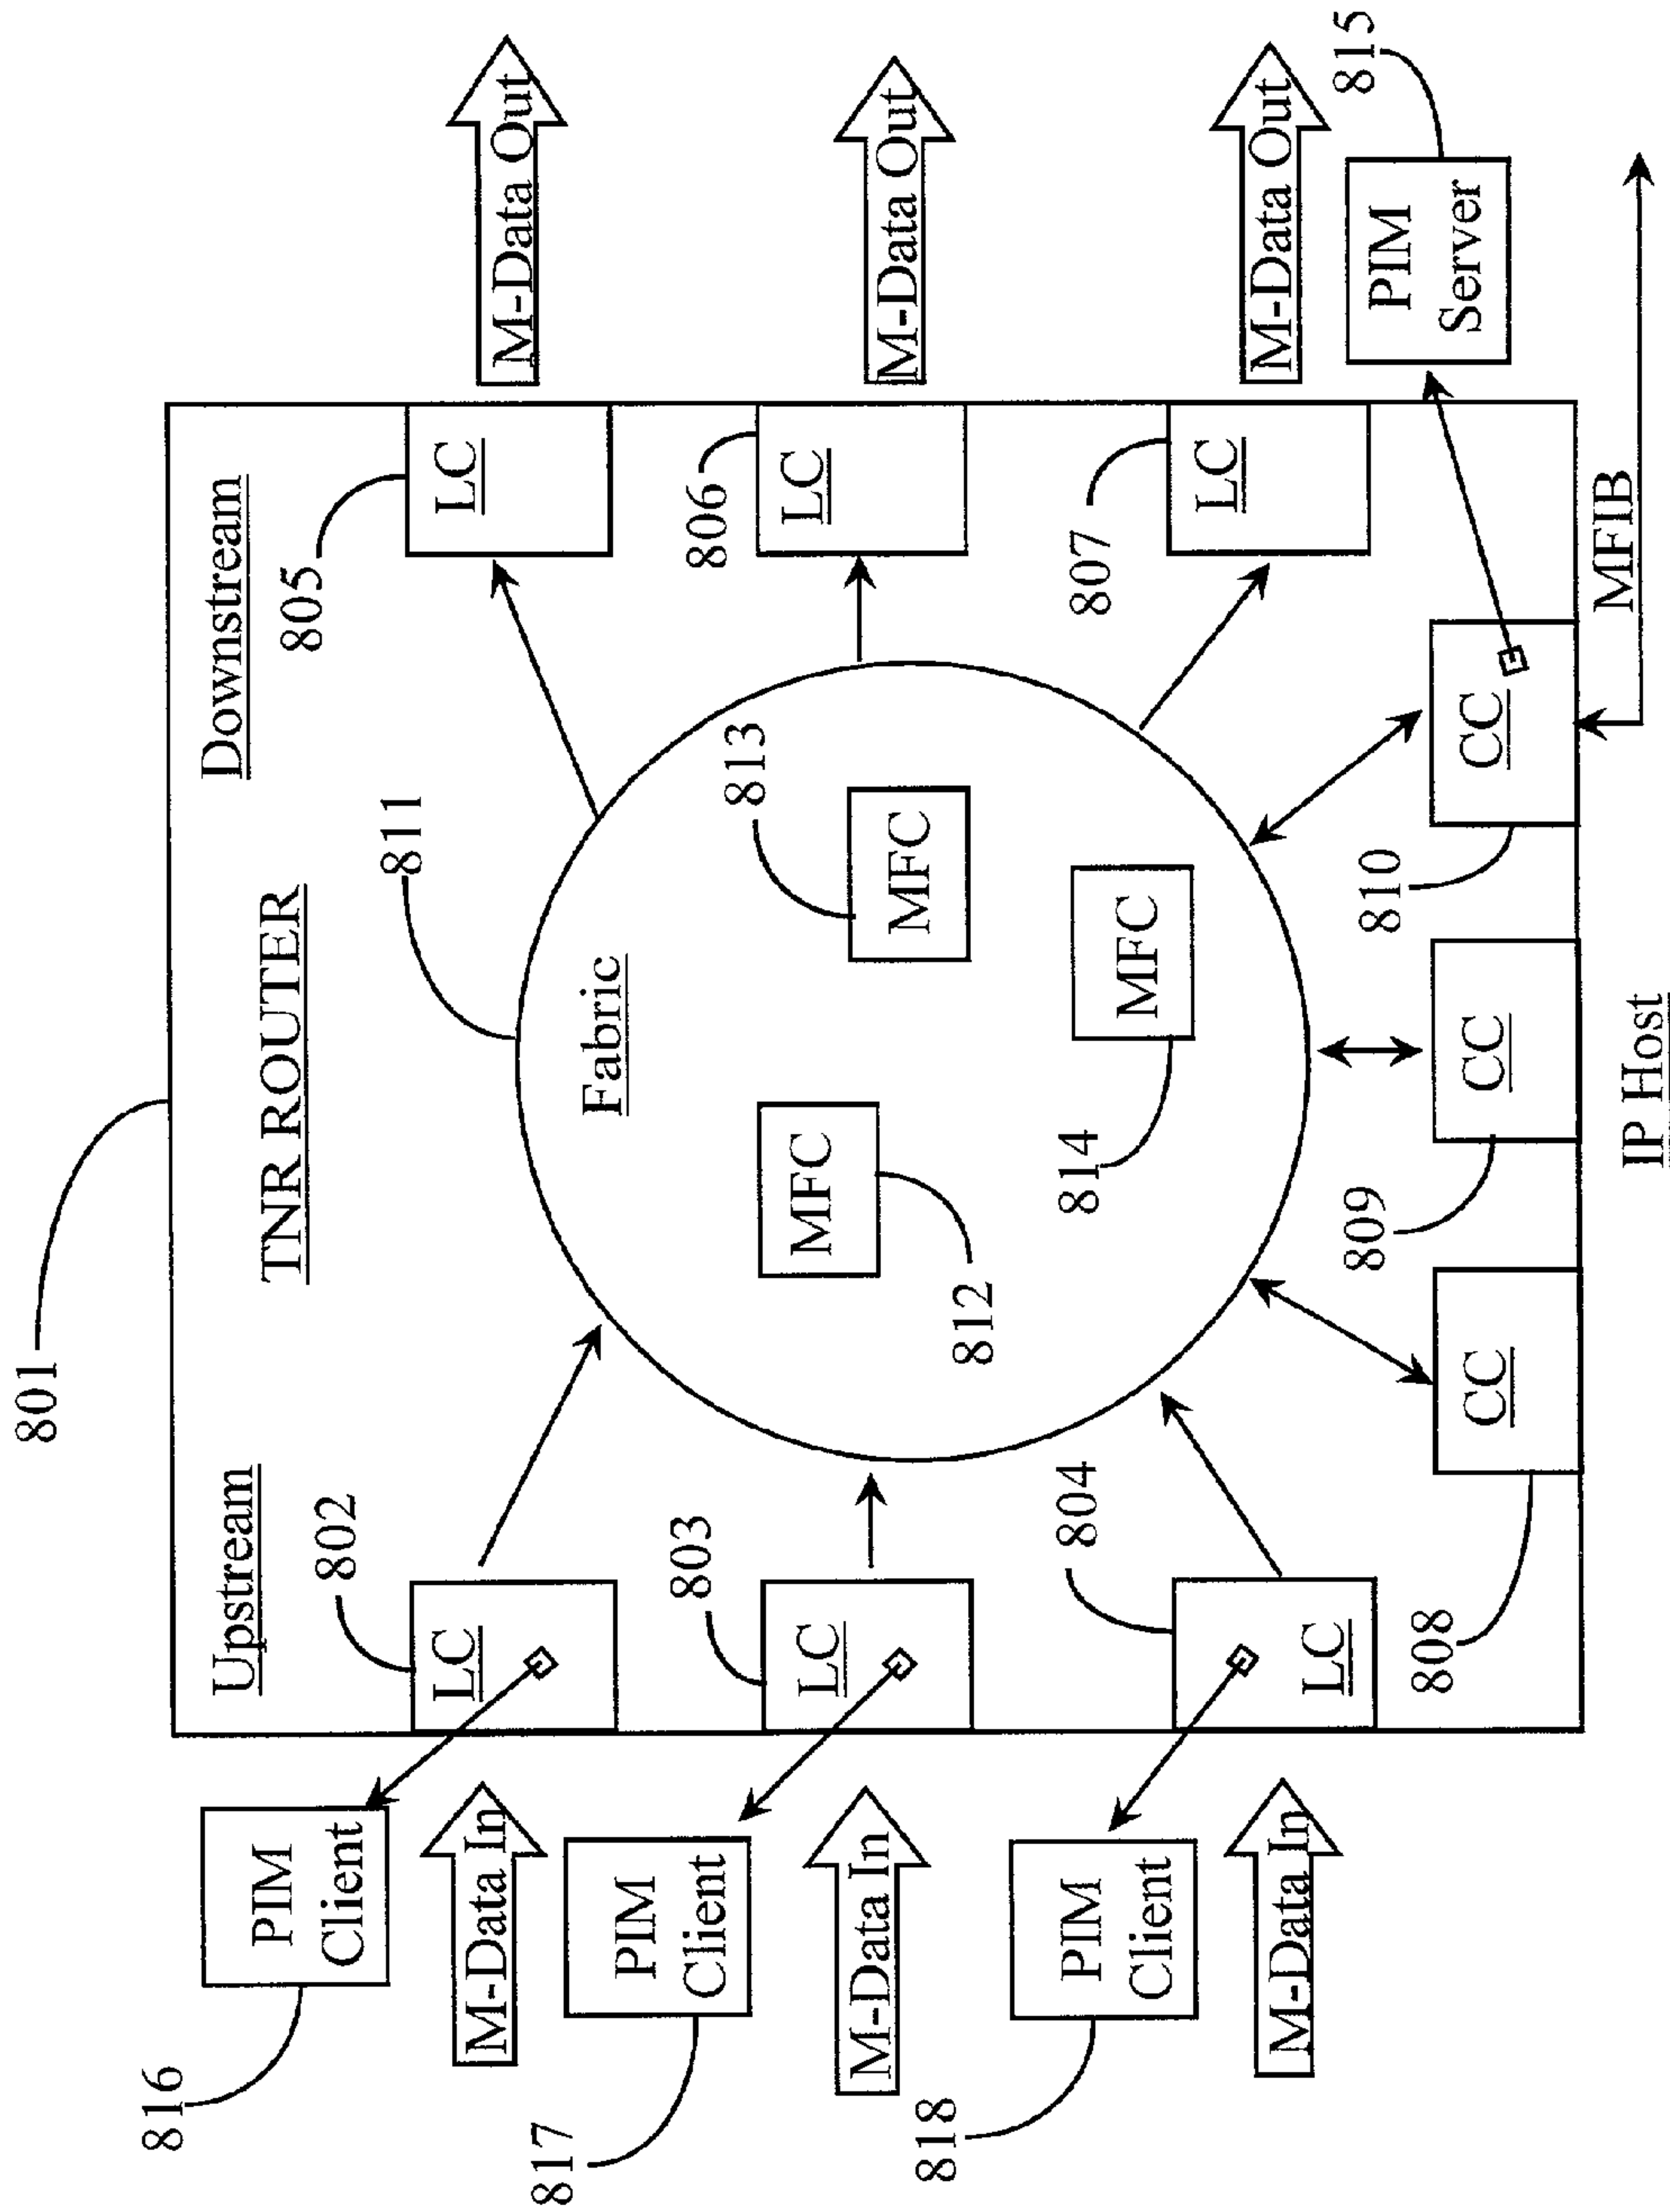 801
TNR ROUTER
Upstream
Downstream
816
PIM
Client
802
LC
811
805
LC
M-Data Out
M-Data In
Fabric
817
PIM
Client
803
LC
812
MFC
813
MFC
806
LC
M-Data Out
M-Data In
818
PIM
Client
804
LC
814
MFC
807
LC
M-Data Out
M-Data In
808
CC
809
CC
810
CC
815
PIM
Server
MFIB
IP Host